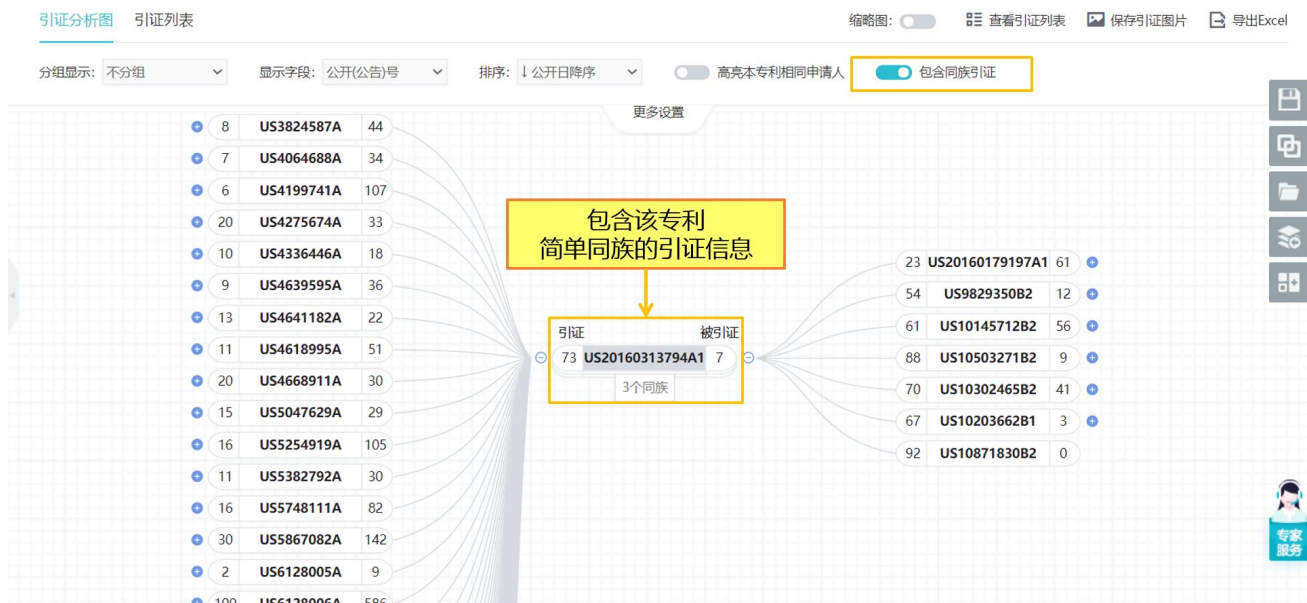 引证分析图 引证列表 缩略图: 查看引证列表 保存引证图片 导出Excel
分组显示: 不分组 显示字段: 公开(公告)号 排序: ↓公开日降序 高亮本专利相同申请人 包含同族引证
更多设置
8 US3824587A 44
7 US4064688A 34
6 US4199741A 107
20 US4275674A 33
10 US4336446A 18
9 US4639595A 36
13 US4641182A 22
11 US4618995A 51
20 US4668911A 30
15 US5047629A 29
16 US5254919A 105
11 US5382792A 30
16 US5748111A 82
30 US5867082A 142
2 US6128005A 9
100 US6128006A 586
包含该专利
简单同族的引证信息
引证 被引证
73 US20160313794A1 7
3个同族
23 US20160179197A1 61
54 US9829350B2 12
61 US10145712B2 56
88 US10503271B2 9
70 US10302465B2 41
67 US10203662B1 3
92 US10871830B2 0
专家
服务